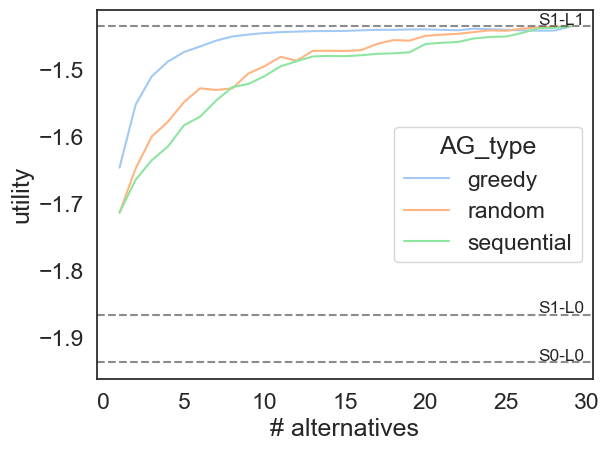 S1-L1
−1.5
−1.6
−1.7
−1.8
−1.9
utility
AG_type
greedy
random
sequential
S1-L0
S0-L0
0
5
10
15
20
25
30
# alternatives